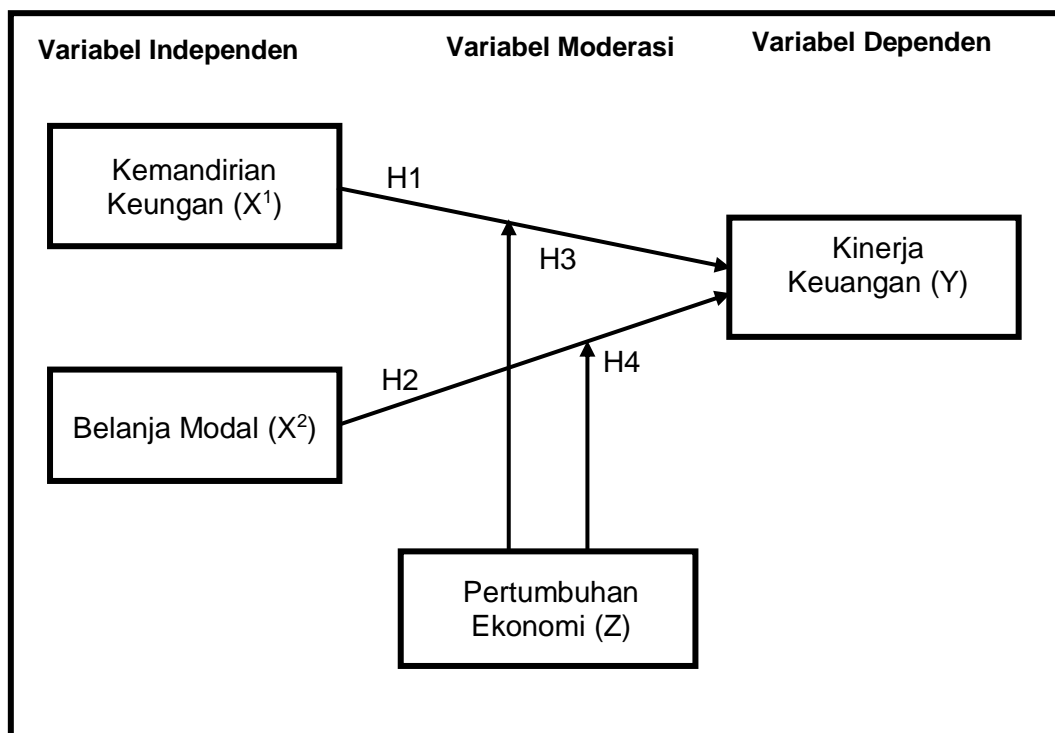 Variabel Independen
Variabel Moderasi
Variabel Dependen
Kemandirian
Keungan (X¹)
H1
H3
Kinerja
Keuangan (Y)
H2
H4
Belanja Modal (X²)
Pertumbuhan
Ekonomi (Z)